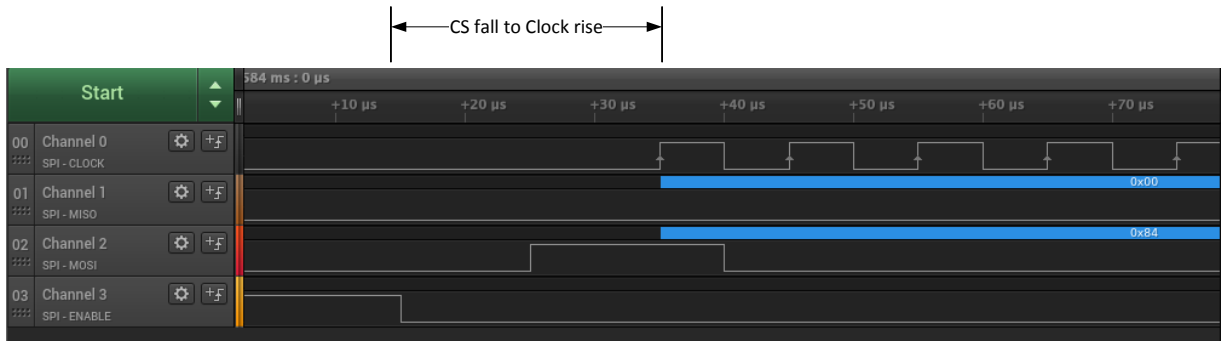 CS fall to Clock rise
Start
584 ms : 0 µs
+10 µs +20 µs +30 µs +40 µs +50 µs +60 µs +70 µs
00 Channel 0
SPI - CLOCK
01 Channel 1
0x00
SPI - MISO
02 Channel 2
0x84
SPI - MOSI
03 Channel 3
SPI - ENABLE